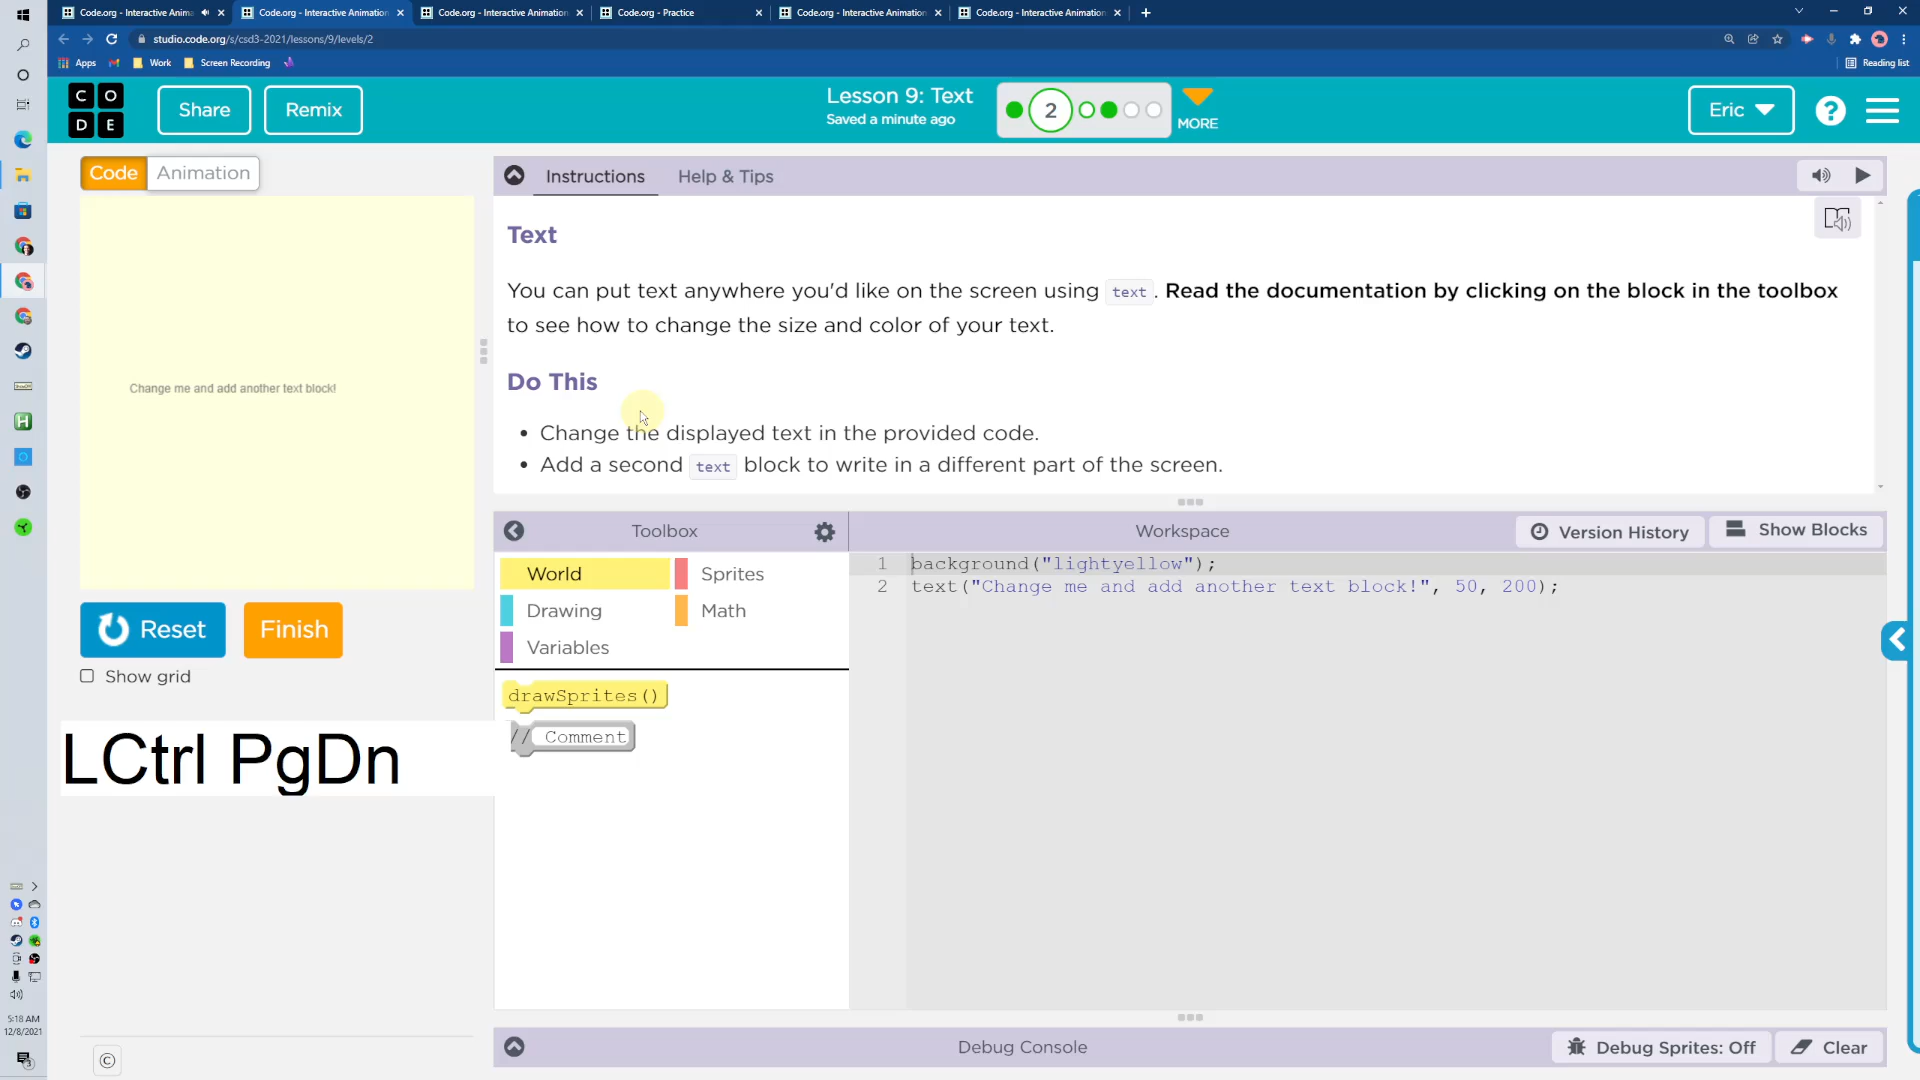 Code.org - Interactive Anima
Code.org - Interactive Animation
Code.org - Interactive Animation
Code.org - Practice
Code.org - Interactive Animation
Code.org - Interactive Animation
studio.code.org/s/csd3-2021/lessons/9/levels/2
Apps
Work
Screen Recording
Reading list
C O
D E
Share
Remix
Lesson 9: Text
Saved a minute ago
2
MORE
Eric
?
Code
Animation
Instructions
Help & Tips
Text
You can put text anywhere you'd like on the screen using text . Read the documentation by clicking on the block in the toolbox
to see how to change the size and color of your text.
Do This
• Change the displayed text in the provided code.
• Add a second text block to write in a different part of the screen.
Change me and add another text block!
Reset
Finish
Show grid
LCtrl PgDn
Toolbox
Workspace
Version History
Show Blocks
World
Sprites
Drawing
Math
Variables
drawSprites()
// Comment
1 background("lightyellow");
2 text("Change me and add another text block!", 50, 200);
Debug Console
Debug Sprites: Off
Clear
5:18 AM
12/8/2021
©